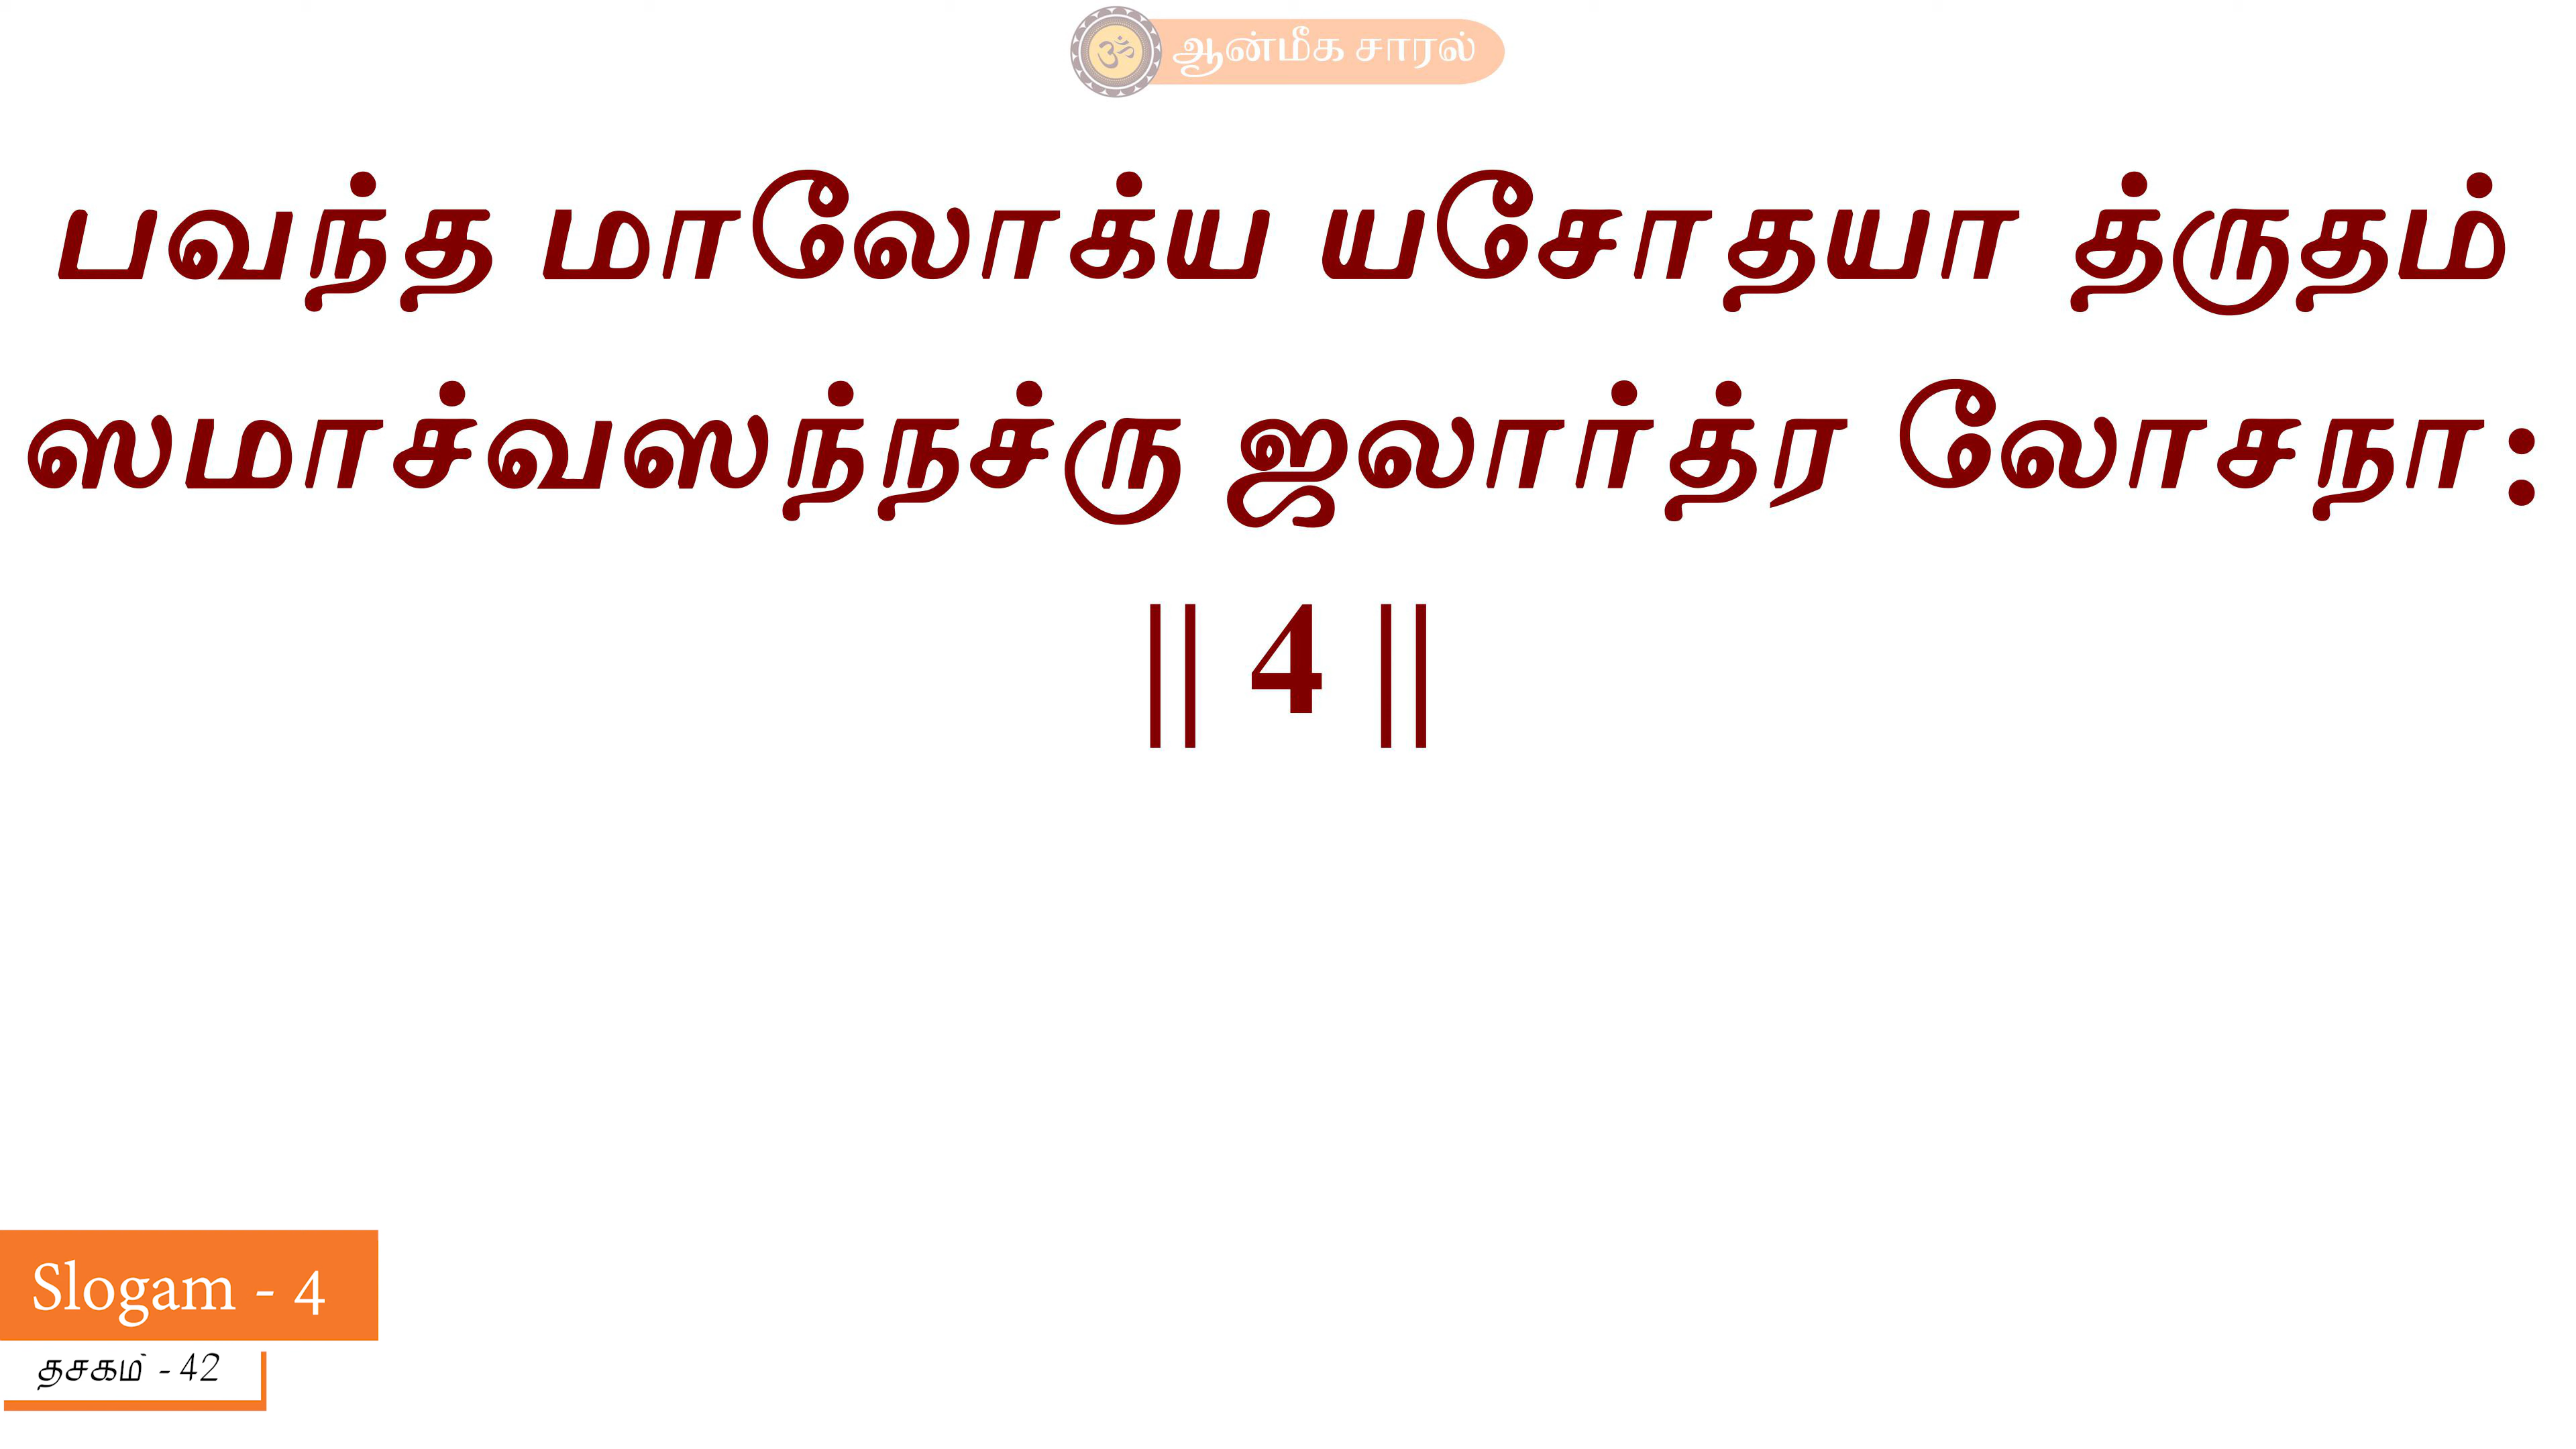 ஆன்மீக சாரல்
பவந்த மாலோக்ய யசோதயா த்ருதம்
ஸமாச்வஸந்நச்ரு ஜலார்த்ர லோசநா:
|| 4 ||
Slogam - 4
தசகம் - 42